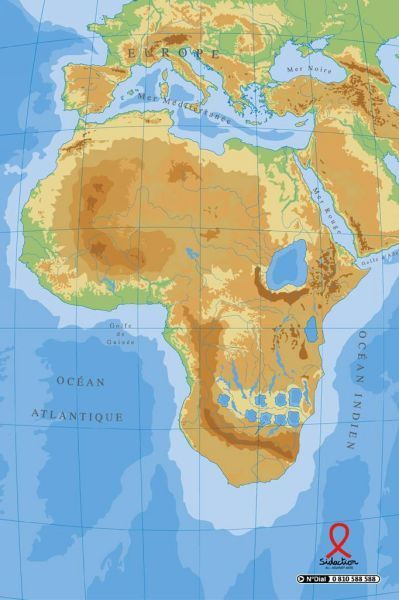 EUROPE
Mer Noire
Mer Méditerranée
Mer Rouge
Golfe d'Aden
Golfe de
Guinée
OCÉAN
ATLANTIQUE
OCÉAN INDIEN
Sidaction
N°Dial 0 810 588 588